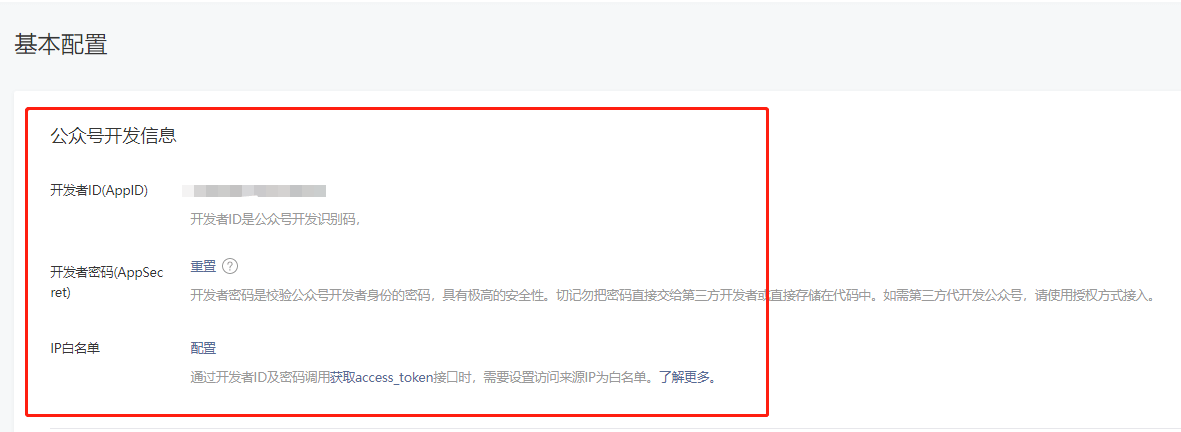 基本配置
公众号开发信息
开发者ID(AppID)
开发者ID是公众号开发识别码，
开发者密码(AppSec
ret)
重置 ?
开发者密码是校验公众号开发者身份的密码，具有极高的安全性。切记勿把密码直接交给第三方开发者或直接存储在代码中。如需第三方代开发公众号，请使用授权方式接入。
IP白名单
配置
通过开发者ID及密码调用获取access_token接口时，需要设置访问来源IP为白名单。了解更多。